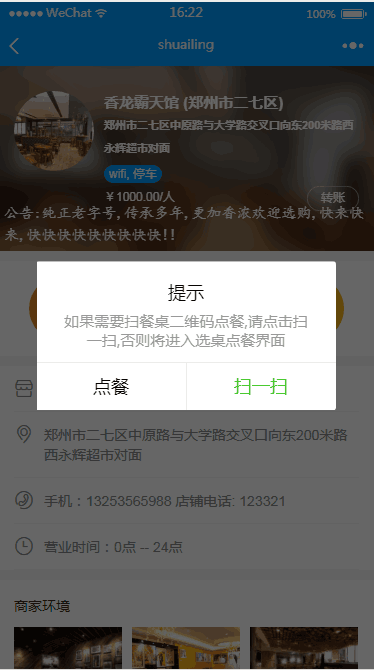 WeChat 16:22 100%
shuailing
香龙霸天馆 (郑州市二七区)
郑州市二七区中原路与大学路交叉口向东200米路西
永辉超市对面
wifi, 停车
￥1000.00/人
转账
公告:纯正老字号,传承多年,更加香浓欢迎选购,快来快
来,快快快快快快快快快!!
提示
如果需要扫餐桌二维码点餐,请点击扫
一扫,否则将进入选桌点餐界面
点餐 扫一扫
郑州市二七区中原路与大学路交叉口向东200米路
西永辉超市对面
手机：13253565988 店铺电话: 123321
营业时间：0点 -- 24点
商家环境